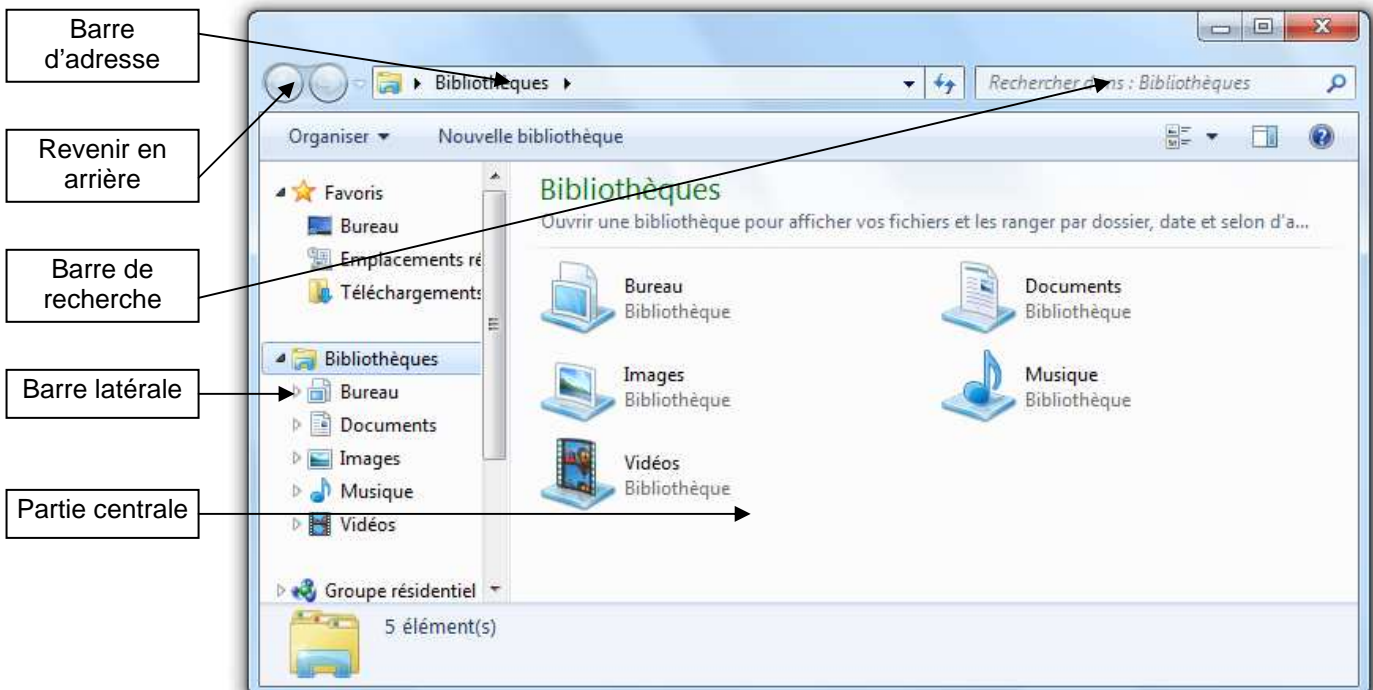 Barre
d’adresse
Revenir en
arrière
Barre de
recherche
Barre latérale
Partie centrale
Bibliothèques
Rechercher dans : Bibliothèques
Organiser
Nouvelle bibliothèque
Favoris
Bureau
Emplacements ré
Téléchargements
Bibliothèques
Bureau
Documents
Images
Musique
Vidéos
Groupe résidentiel
Bibliothèques
Ouvrir une bibliothèque pour afficher vos fichiers et les ranger par dossier, date et selon d'a...
Bureau
Bibliothèque
Documents
Bibliothèque
Images
Bibliothèque
Musique
Bibliothèque
Vidéos
Bibliothèque
5 élément(s)